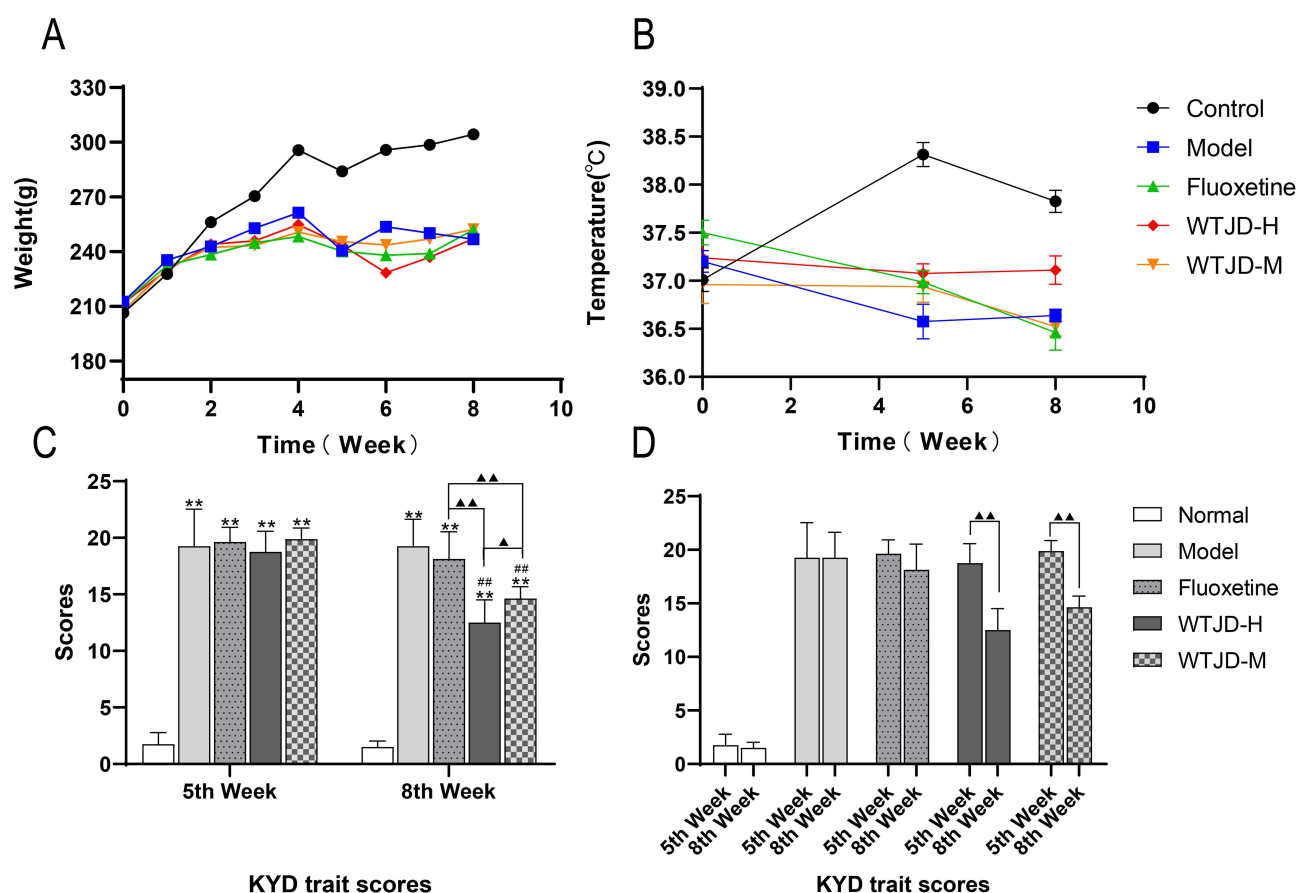 A
330
300
270
240
210
180
Weight(g)
0 2 4 6 8 10
Time（ Week ）
B
39.0
38.5
38.0
37.5
37.0
36.5
36.0
Temperature(℃)
0 2 4 6 8 10
Time（ Week ）
Control
Model
Fluoxetine
WTJD-H
WTJD-M
C
25
20
15
10
5
0
Scores
** ** ** **
** ** ## ** ## **
▲▲
▲▲
▲
5th Week 8th Week
KYD trait scores
D
25
20
15
10
5
0
Scores
▲▲ ▲▲
5th Week 8th Week 5th Week 8th Week 5th Week 8th Week 5th Week 8th Week 5th Week 8th Week
KYD trait scores
Normal
Model
Fluoxetine
WTJD-H
WTJD-M